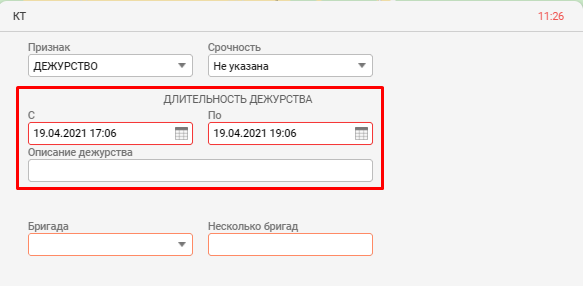 КТ 11:26
Признак Срочность
ДЕЖУРСТВО Не указана
ДЛИТЕЛЬНОСТЬ ДЕЖУРСТВА
С По
19.04.2021 17:06 19.04.2021 19:06
Описание дежурства
Бригада Несколько бригад